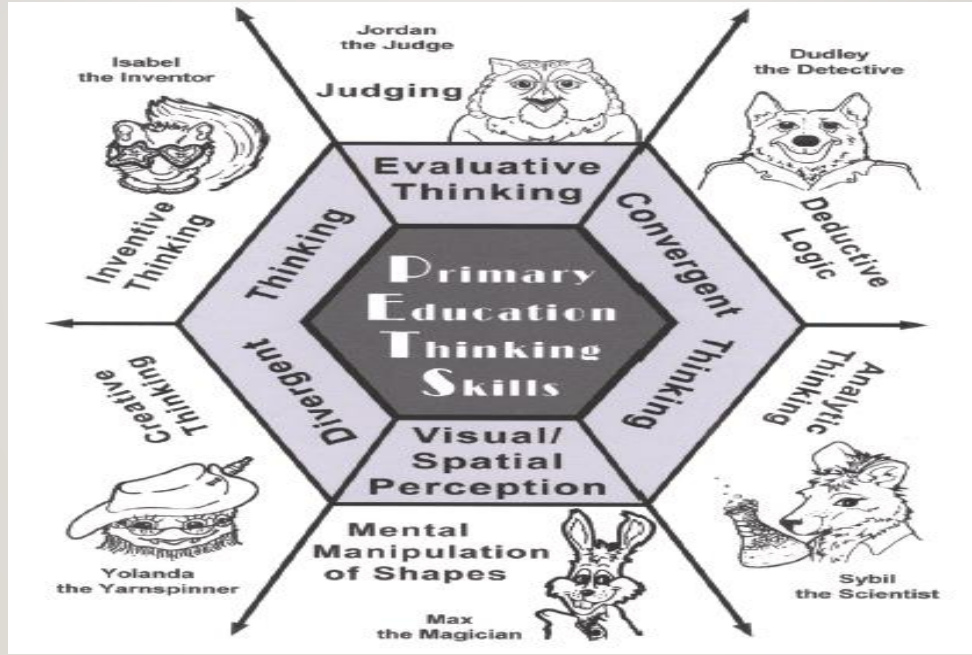 Jordan
the Judge
Judging
Isabel
the Inventor
Dudley
the Detective
Evaluative
Thinking
Inventive
Thinking
Divergent
Thinking
Convergent
Thinking
Deductive
Logic
Primary
Education
Thinking
Skills
Creative
Thinking
Analytic
Thinking
Visual/
Spatial
Perception
Yolanda
the Yarnspinner
Mental
Manipulation
of Shapes
Max
the Magician
Sybil
the Scientist